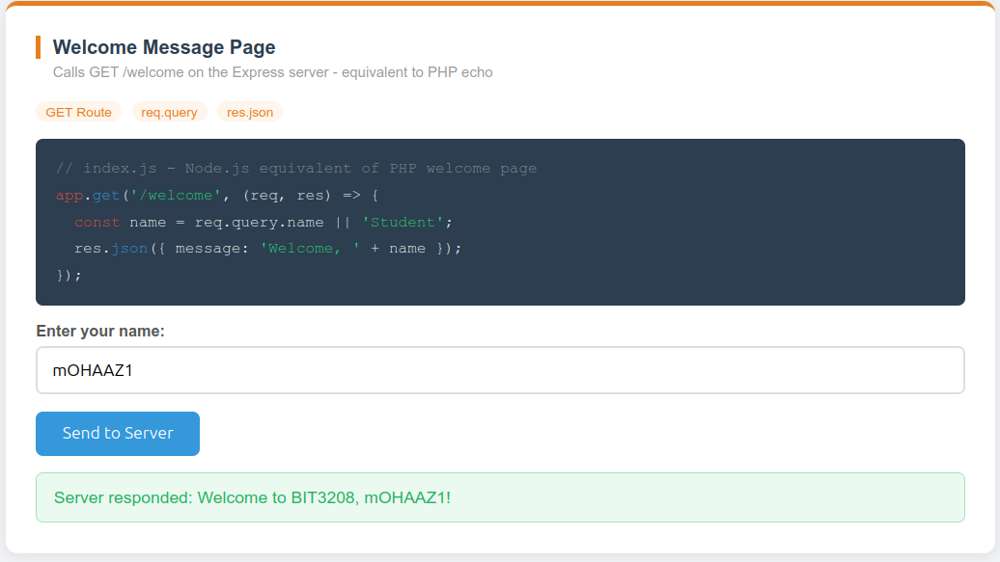 Welcome Message Page
Calls GET /welcome on the Express server - equivalent to PHP echo
GET Route req.query res.json
// index.js - Node.js equivalent of PHP welcome page
app.get('/welcome', (req, res) => {
  const name = req.query.name || 'Student';
  res.json({ message: 'Welcome, ' + name });
});
Enter your name:
mOHAAZ1
Send to Server
Server responded: Welcome to BIT3208, mOHAAZ1!